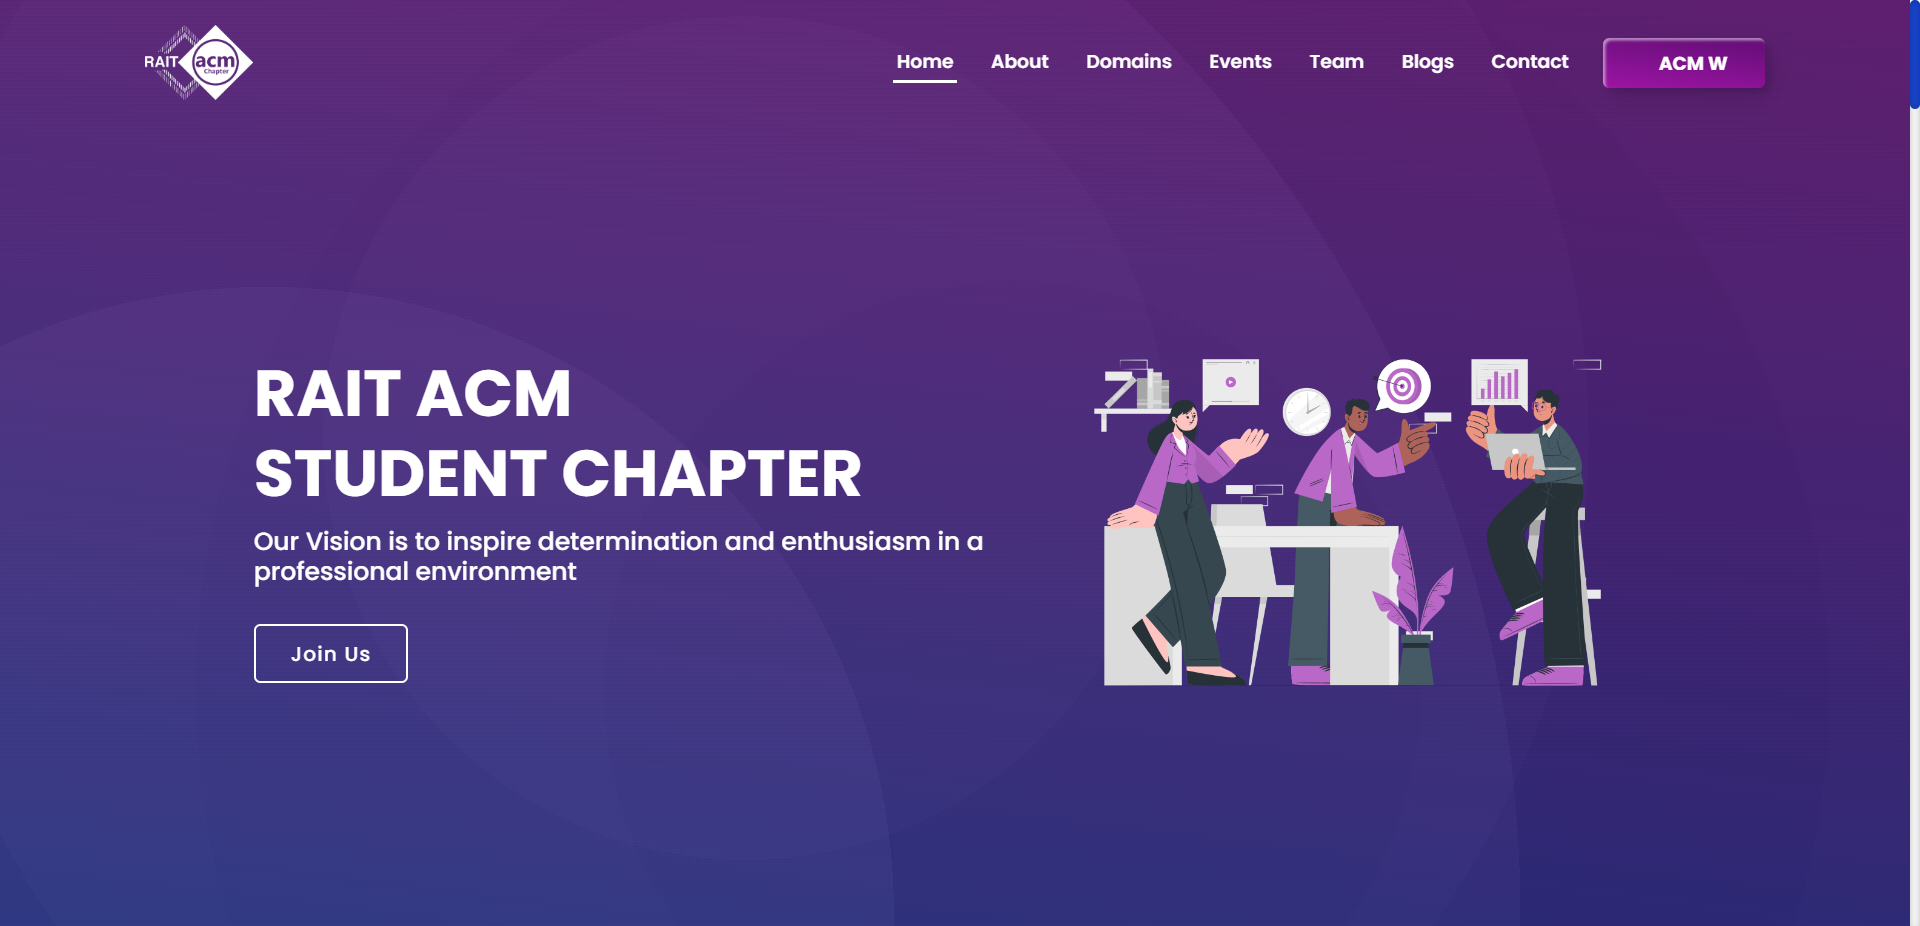 RAIT
acm
Chapter
Home
About
Domains
Events
Team
Blogs
Contact
ACM W
RAIT ACM
STUDENT CHAPTER
Our Vision is to inspire determination and enthusiasm in a
professional environment
Join Us